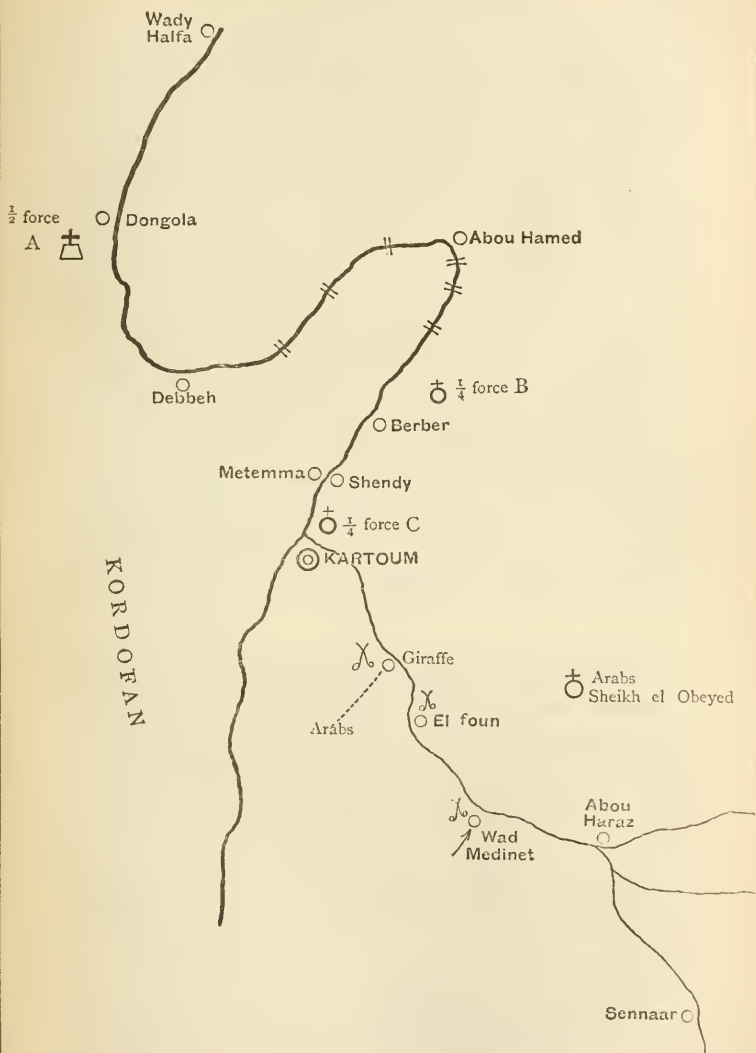 Wady
Halfa
½ force
A
Dongola
Abou Hamed
Debbeh
¼ force B
Berber
Metemma
Shendy
¼ force C
KARTOUM
KORDOFAN
Giraffe
Arabs
Arabs
Sheikh el Obeyed
El foun
Abou
Haraz
Wad
Medinet
Sennaar